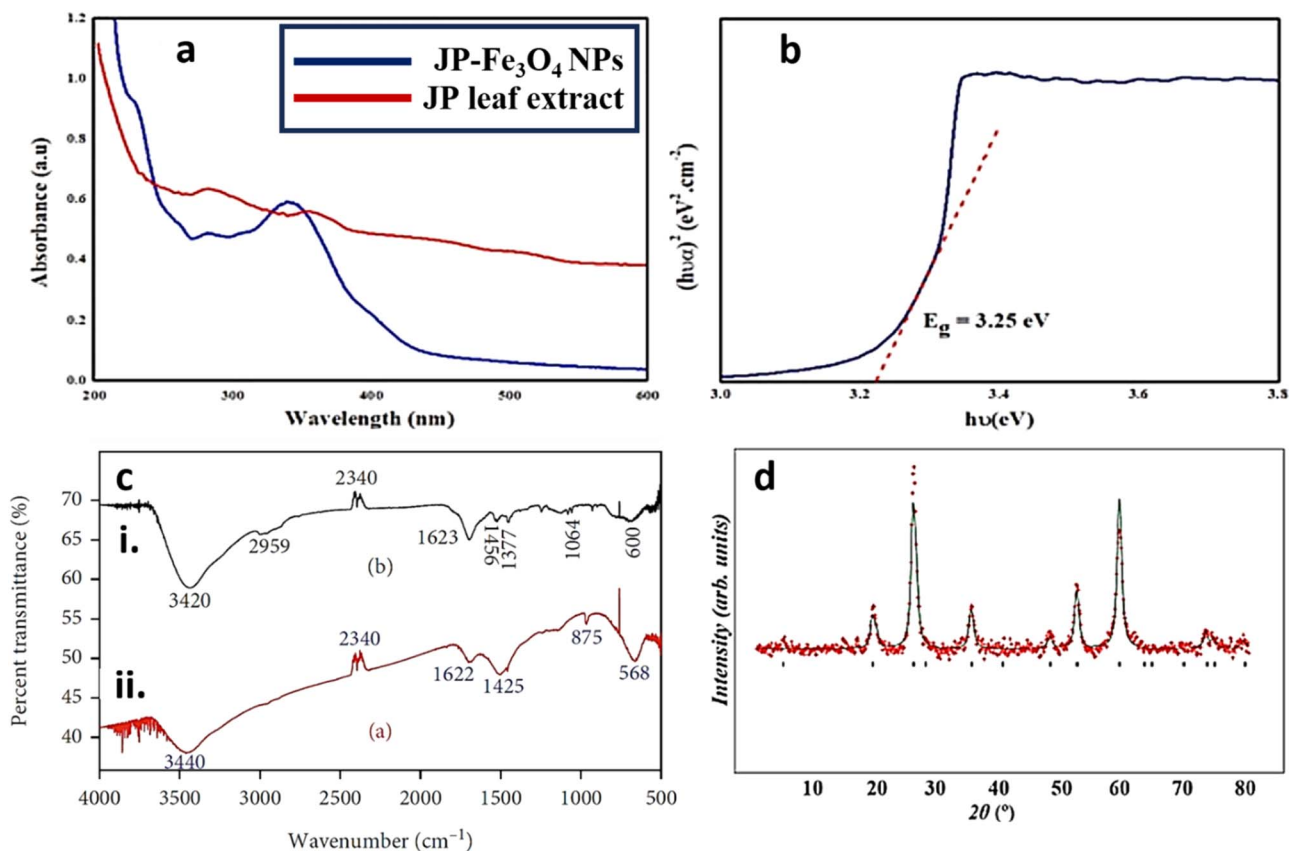 a
JP-Fe₃O₄ NPs
JP leaf extract
1.2
1.0
0.8
0.6
0.4
0.2
0.0
Absorbance (a.u)
200
300
400
500
600
Wavelength (nm)
b
(hυα)² (eV².cm⁻²)
E_g = 3.25 eV
3.0
3.2
3.4
3.6
3.8
hυ(eV)
c
i.
ii.
Percent transmittance (%)
70
65
60
55
50
45
40
2340
3420
2959
1623
1456
1377
1064
600
(b)
2340
3440
1622
1425
875
568
(a)
4000
3500
3000
2500
2000
1500
1000
500
Wavenumber (cm⁻¹)
d
Intensity (arb. units)
10
20
30
40
50
60
70
80
2θ (º)